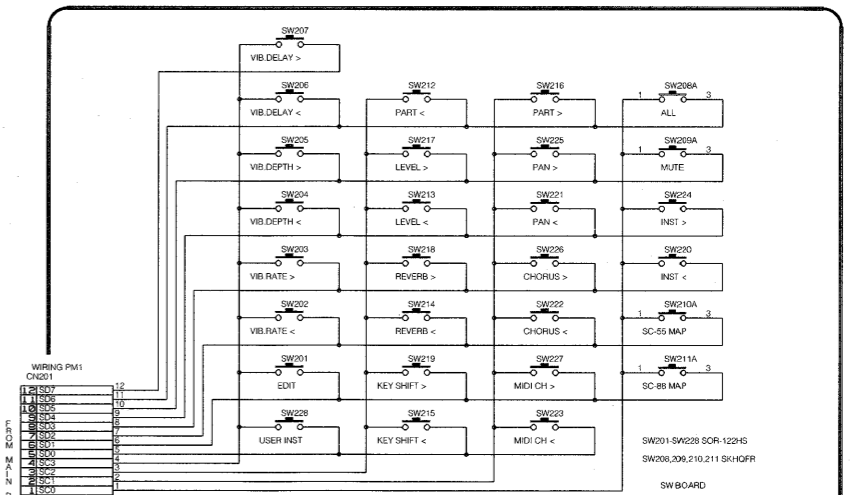 SW207
VIB.DELAY >
SW206 SW212 SW216 SW208A
1 3
VIB.DELAY < PART < PART > ALL
SW205 SW217 SW225 SW209A
1 3
VIB.DEPTH > LEVEL > PAN > MUTE
SW204 SW213 SW221 SW224
VIB.DEPTH < LEVEL < PAN < INST >
SW203 SW218 SW226 SW220
VIB.RATE > REVERB > CHORUS > INST <
SW202 SW214 SW222 SW210A
1 3
VIB.RATE < REVERB < CHORUS < SC-55 MAP
SW201 SW219 SW227 SW211A
1 3
EDIT KEY SHIFT > MIDI CH > SC-88 MAP
SW228 SW215 SW223
USER INST KEY SHIFT < MIDI CH <
WIRING PM1
CN201
12 SD7 12
11 SD6 11
10 SD5 10
9 SD4 9
8 SD3 8
7 SD2 7
6 SD1 6
5 SD0 5
4 SC3 4
3 SC2 3
2 SC1 2
1 SC0 1
FROM MAIN
SW201-SW228 SOR-122HS
SW208,209,210,211 SKHQFR
SW BOARD